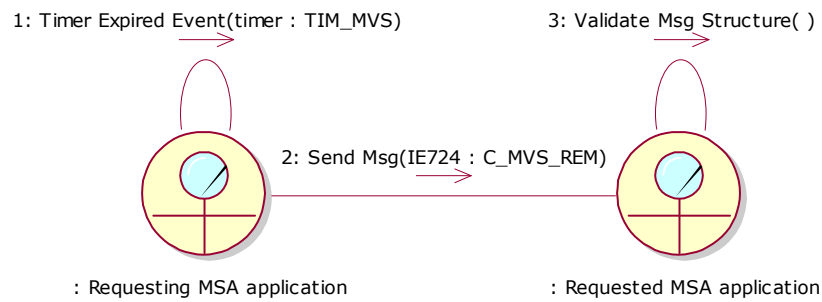 1: Timer Expired Event(timer : TIM_MVS)
3: Validate Msg Structure( )
2: Send Msg(IE724 : C_MVS_REM)
: Requesting MSA application
: Requested MSA application